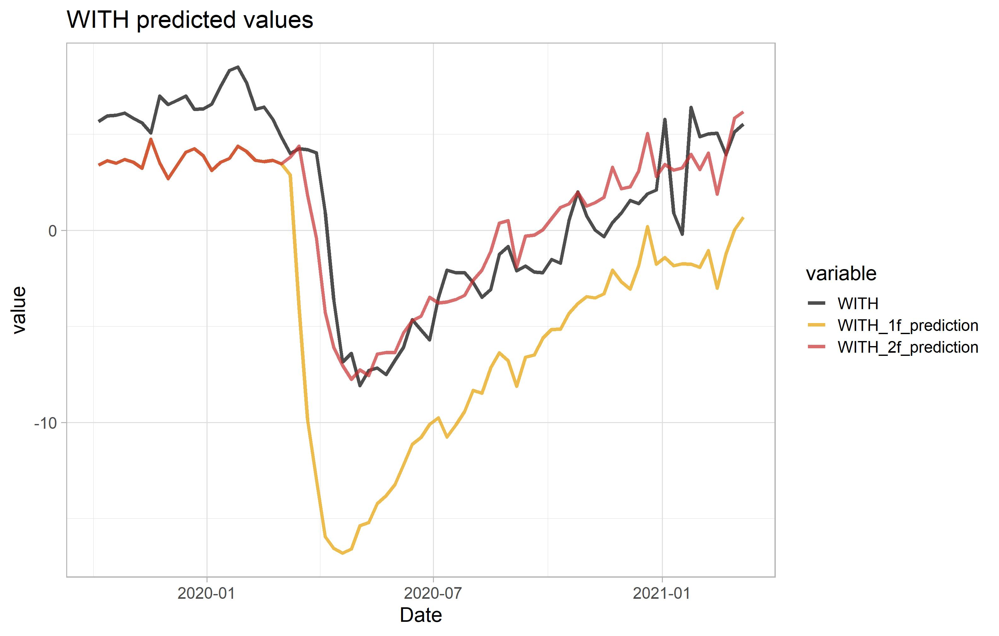 WITH predicted values
value
0
-10
2020-01
2020-07
2021-01
Date
variable
WITH
WITH_1f_prediction
WITH_2f_prediction